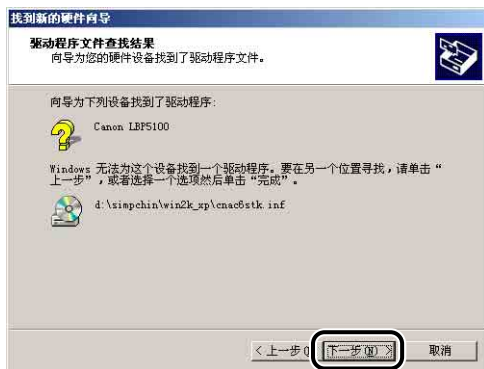 找到新的硬件向导
驱动程序文件查找结果
向导为您的硬件设备找到了驱动程序文件。
向导为下列设备找到了驱动程序:
Canon LBP5100
Windows 无法为这个设备找到一个驱动程序。要在另一个位置寻找，请单击“
上一步”，或者选择一个选项然后单击“完成”。
d:\simpchin\win2k_xp\cnac6stk.inf
< 上一步 下一步(N) > 取消